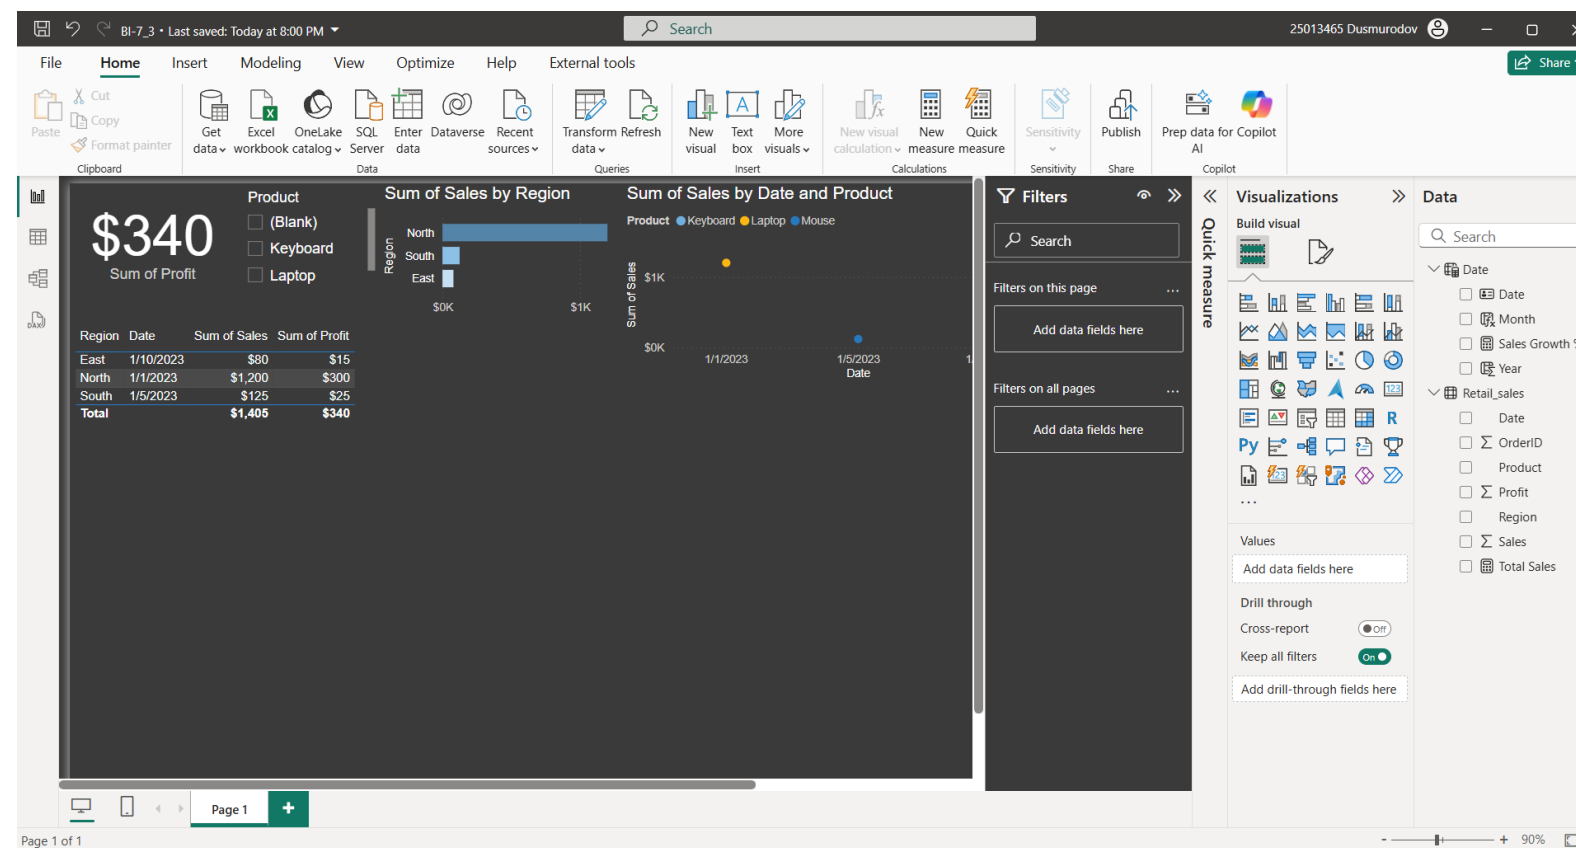 BI-7_3 • Last saved: Today at 8:00 PM
Search
25013465 Dusmurodov
File Home Insert Modeling View Optimize Help External tools
Share
Paste
Cut
Copy
Format painter
Clipboard
Get data
Excel workbook
OneLake catalog
SQL Server
Enter data
Dataverse
Recent sources
Data
Transform data
Refresh
Queries
New visual
Text box
More visuals
Insert
New visual calculation
New measure
Quick measure
Calculations
Sensitivity
Sensitivity
Publish
Share
Prep data for AI
Copilot
Copilot
$340
Sum of Profit
Product
(Blank)
Keyboard
Laptop
Sum of Sales by Region
Region
North
South
East
$0K $1K
Sum of Sales by Date and Product
Product Keyboard Laptop Mouse
Sum of Sales
$1K
$0K
1/1/2023 1/5/2023
Date
Region Date Sum of Sales Sum of Profit
East 1/10/2023 $80 $15
North 1/1/2023 $1,200 $300
South 1/5/2023 $125 $25
Total $1,405 $340
Filters
Search
Filters on this page
Add data fields here
Filters on all pages
Add data fields here
Quick measure
Visualizations
Build visual
123
R
Py
Values
Add data fields here
Drill through
Cross-report Off
Keep all filters On
Add drill-through fields here
Data
Search
Date
Date
Month
Sales Growth %
Year
Retail_sales
Date
OrderID
Product
Profit
Region
Sales
Total Sales
Page 1
Page 1 of 1
90%